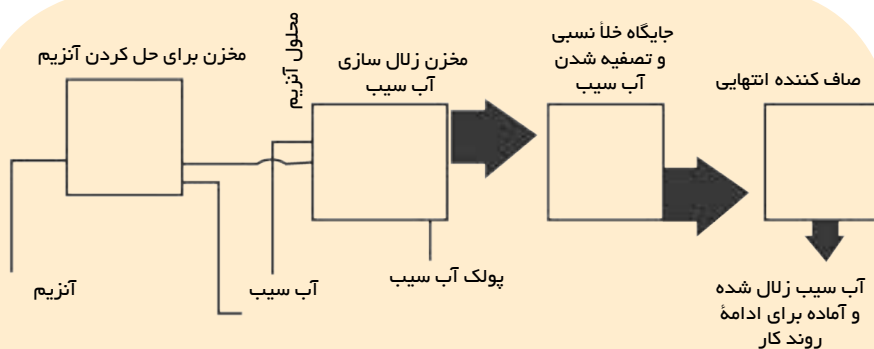 مخزن برای حل کردن آنزیم
محلول آنزیم
مخزن زلال سازی
آب سیب
جایگاه خلأ نسبی
و تصفیه شدن
آب سیب
صاف کننده انتهایی
آنزیم
آب سیب
پولک آب سیب
آب سیب زلال شده
و آماده برای ادامهٔ
روند کار